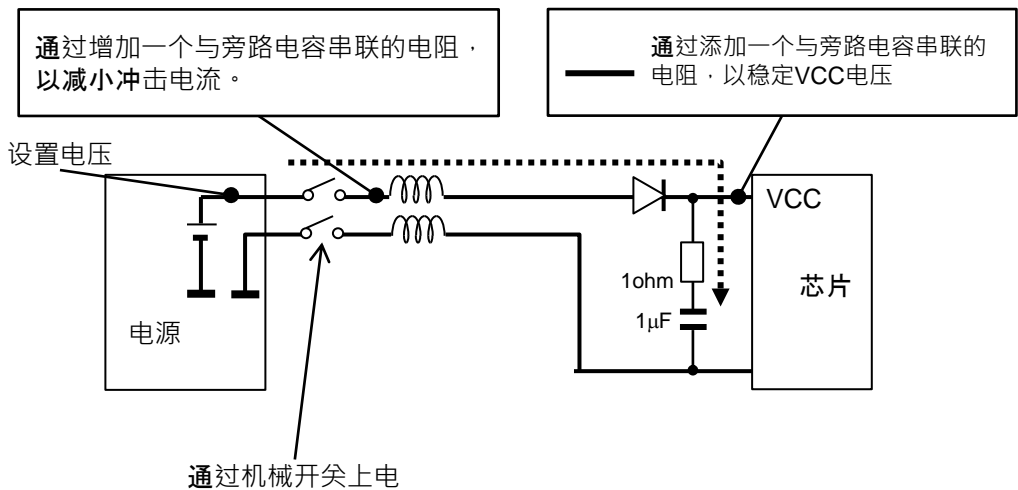 通过增加一个与旁路电容串联的电阻，
以减小冲击电流。
通过添加一个与旁路电容串联的
电阻，以稳定VCC电压
设置电压
VCC
芯片
1ohm
1μF
电源
通过机械开关上电